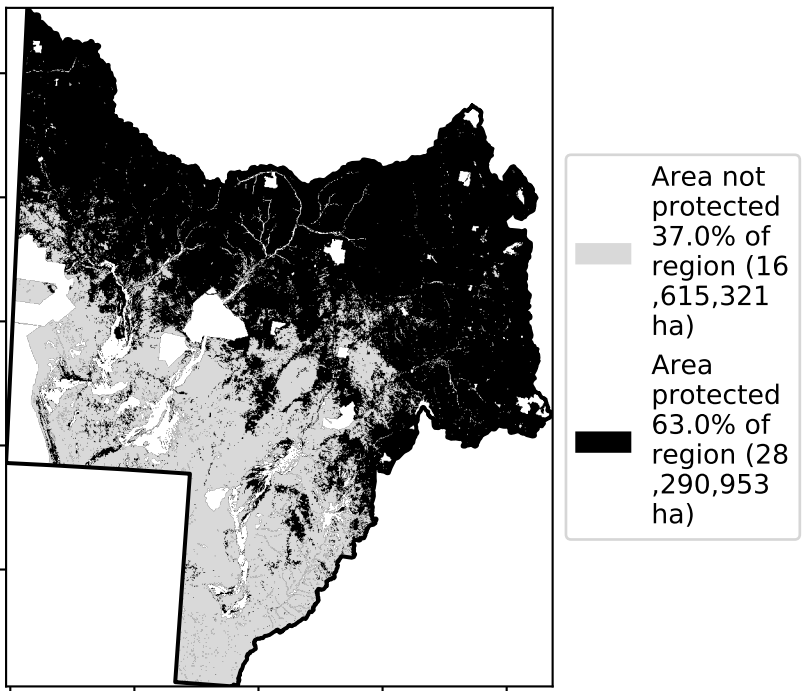 Area not
protected
37.0% of
region (16
,615,321
ha)
Area
protected
63.0% of
region (28
,290,953
ha)